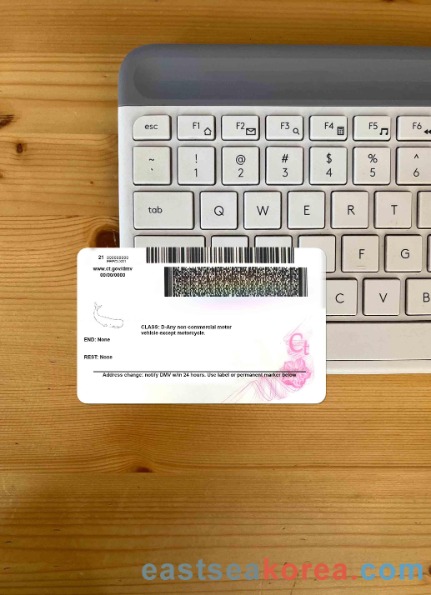 esc F1 F2 F3 F4 F5 F6
~ ! @ # $ % ^
` 1 2 3 4 5 6
tab Q W E R T
F G
C V B
21
www.ct.gov/dmv
00/00/0000
CLASS: D-Any non-commercial motor
vehicle except motorcycle.
END: None
REST: None
Ct
DMV
Address change: notify DMV w/in 24 hours. Use label or permanent marker below
eastseakorea.com